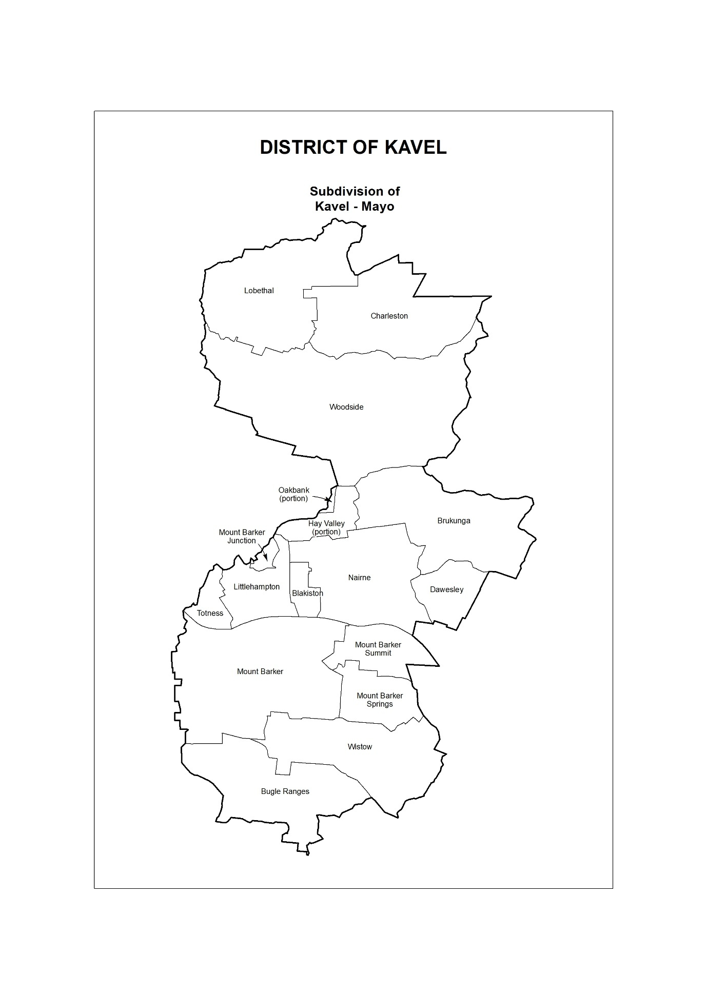 DISTRICT OF KAVEL
Subdivision of
Kavel - Mayo
Lobethal
Charleston
Woodside
Oakbank
(portion)
Brukunga
Hay Valley
(portion)
Mount Barker
Junction
Nairne
Littlehampton
Dawesley
Blakiston
Totness
Mount Barker
Summit
Mount Barker
Mount Barker
Springs
Wistow
Bugle Ranges